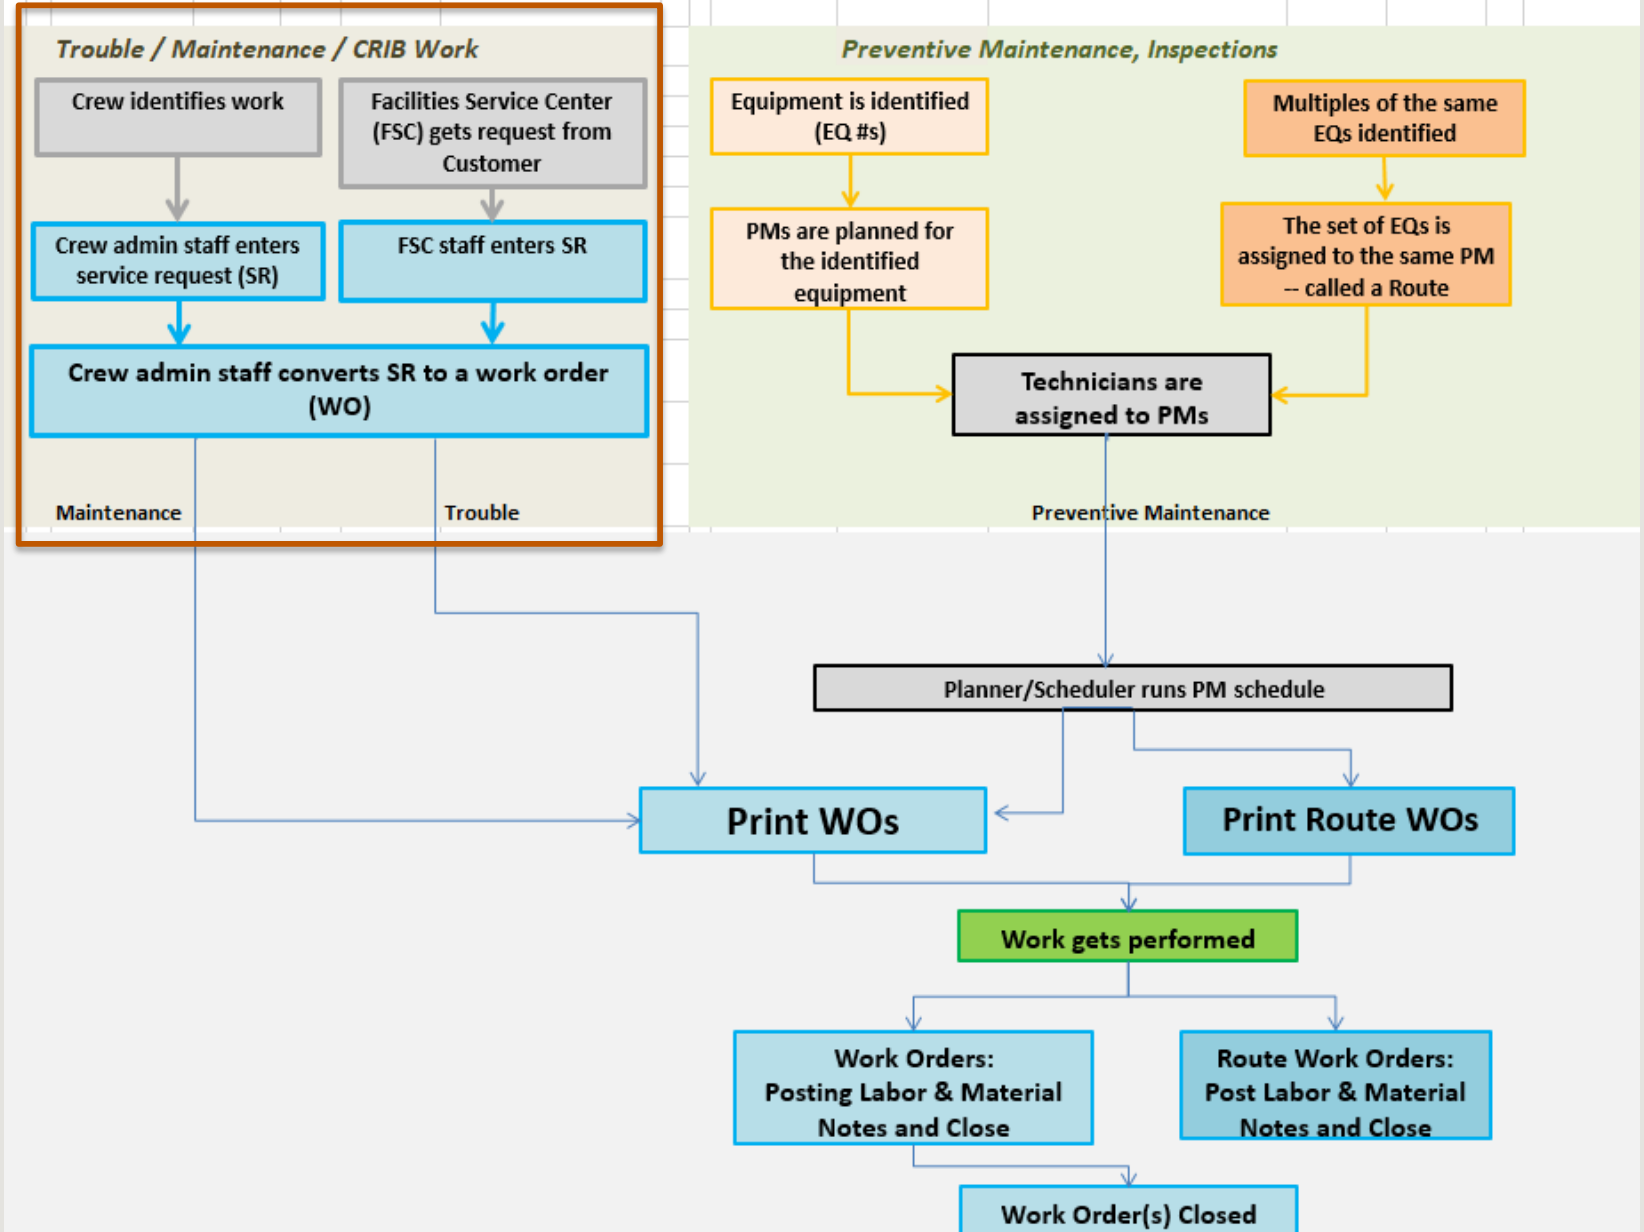 Trouble / Maintenance / CRIB Work
Crew identifies work
Facilities Service Center
(FSC) gets request from
Customer
Crew admin staff enters
service request (SR)
FSC staff enters SR
Crew admin staff converts SR to a work order
(WO)
Maintenance
Trouble
Preventive Maintenance, Inspections
Equipment is identified
(EQ #s)
Multiples of the same
EQs identified
PMs are planned for
the identified
equipment
The set of EQs is
assigned to the same PM
-- called a Route
Technicians are
assigned to PMs
Preventive Maintenance
Planner/Scheduler runs PM schedule
Print WOs
Print Route WOs
Work gets performed
Work Orders:
Posting Labor & Material
Notes and Close
Route Work Orders:
Post Labor & Material
Notes and Close
Work Order(s) Closed